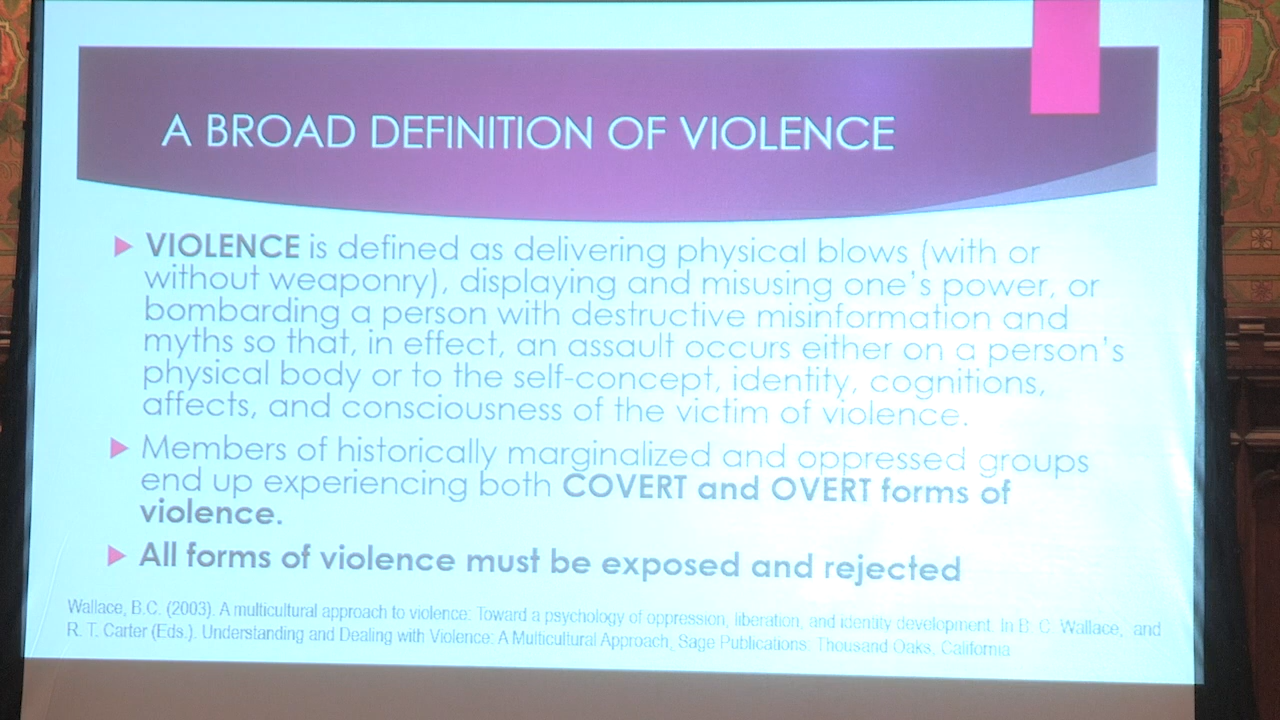 A BROAD DEFINITION OF VIOLENCE
VIOLENCE is defined as delivering physical blows (with or
without weaponry), displaying and misusing one's power, or
bombarding a person with destructive misinformation and
myths so that, in effect, an assault occurs either on a person's
physical body or to the self-concept, identity, cognitions,
affects, and consciousness of the victim of violence.
Members of historically marginalized and oppressed groups
end up experiencing both COVERT and OVERT forms of
violence.
All forms of violence must be exposed and rejected
Wallace, B.C. (2003). A multicultural approach to violence: Toward a psychology of oppression, liberation, and identity development. In B. C. Wallace, and
R. T. Carter (Eds.). Understanding and Dealing with Violence: A Multicultural Approach, Sage Publications: Thousand Oaks, California